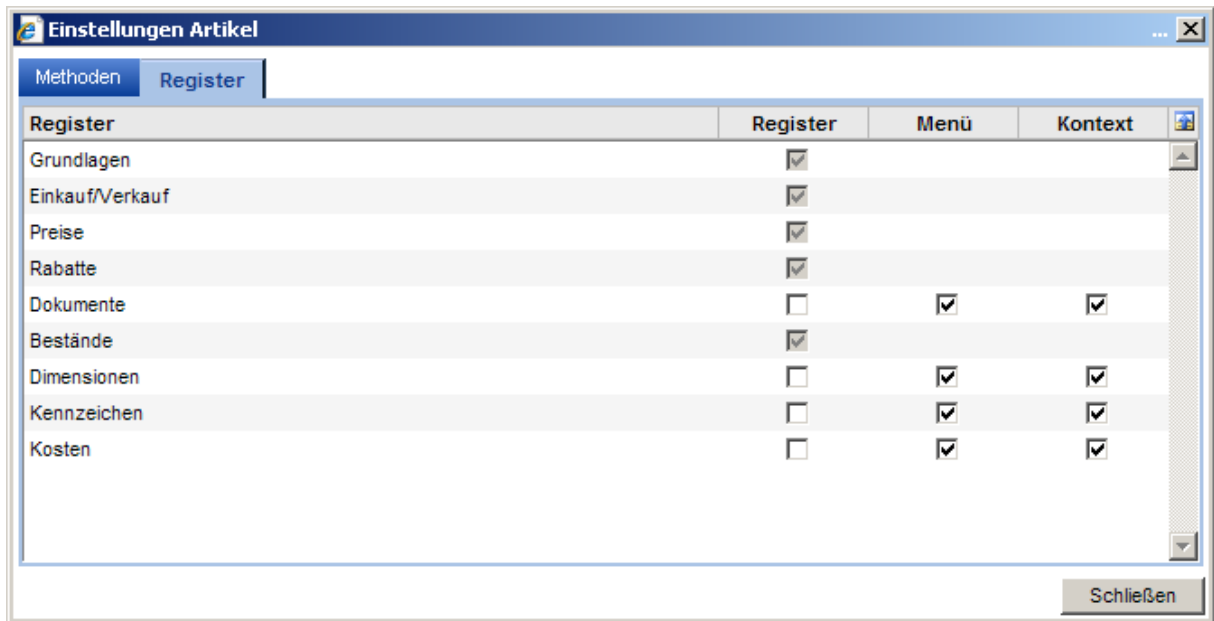 Einstellungen Artikel ...
Methoden Register
Register Register Menü Kontext
Grundlagen
Einkauf/Verkauf
Preise
Rabatte
Dokumente
Bestände
Dimensionen
Kennzeichen
Kosten
Schließen